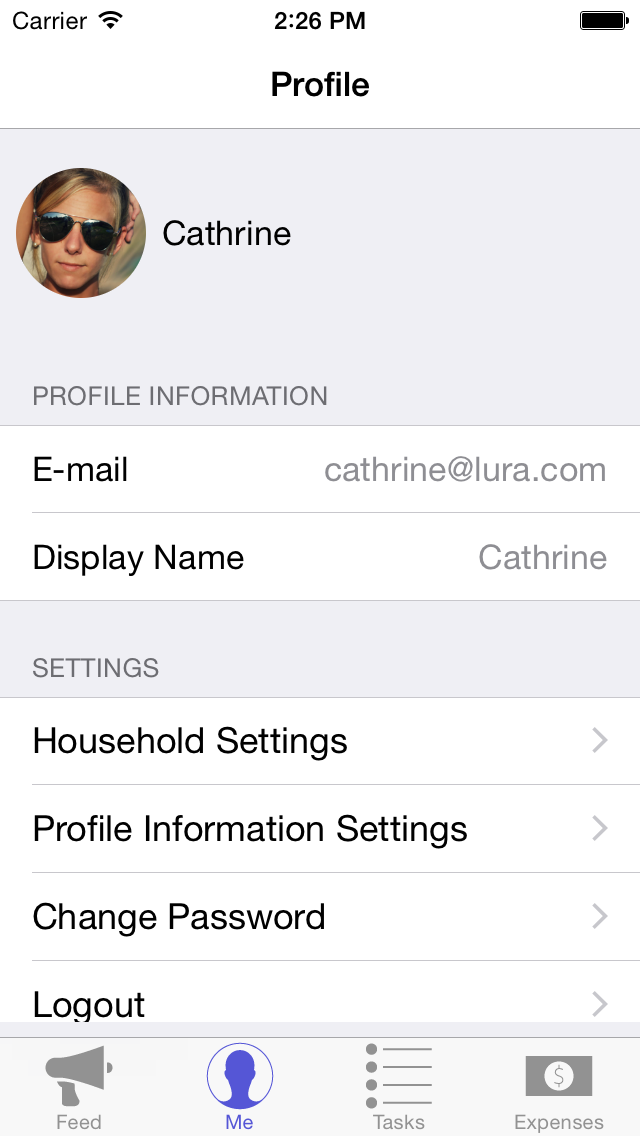 Carrier 2:26 PM
Profile
Cathrine
PROFILE INFORMATION
E-mail cathrine@lura.com
Display Name Cathrine
SETTINGS
Household Settings
Profile Information Settings
Change Password
Logout
$
Feed Me Tasks Expenses